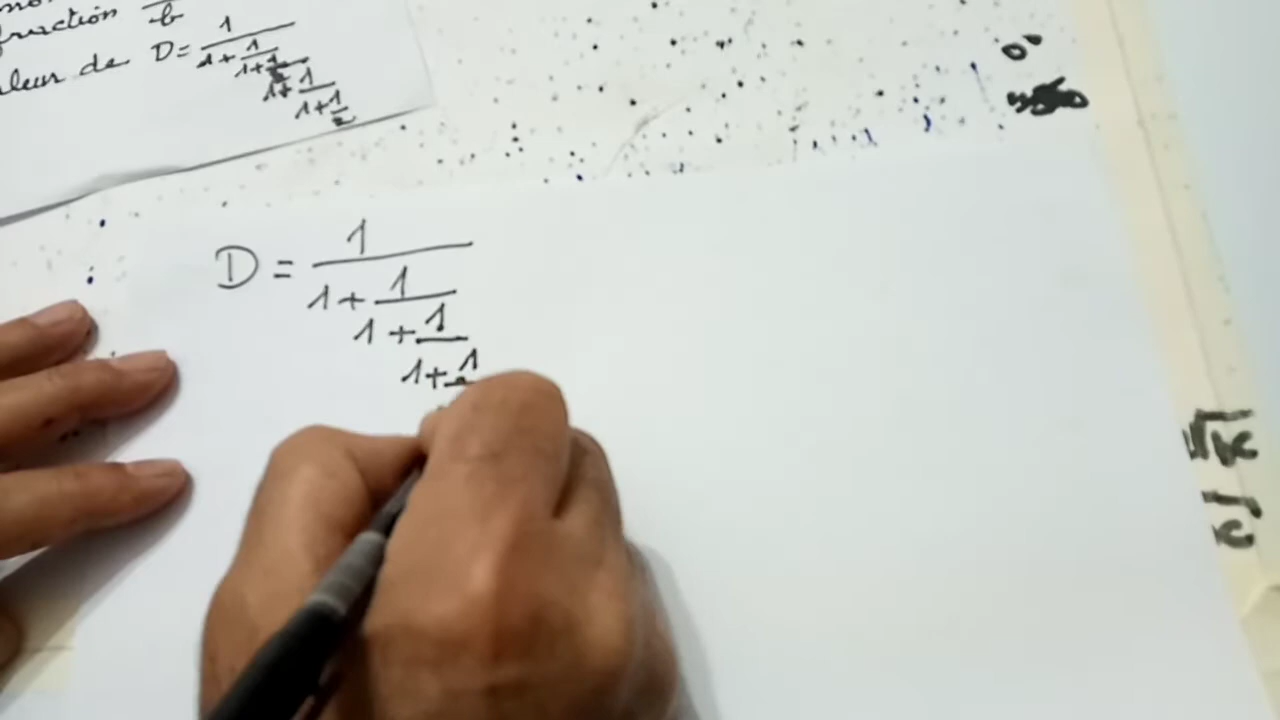 fraction
b
leur de D=
1
1+ 1
1+ 1
1+ 1
1+ 1
2
D = 1
1 + 1
1 + 1
1 + 1